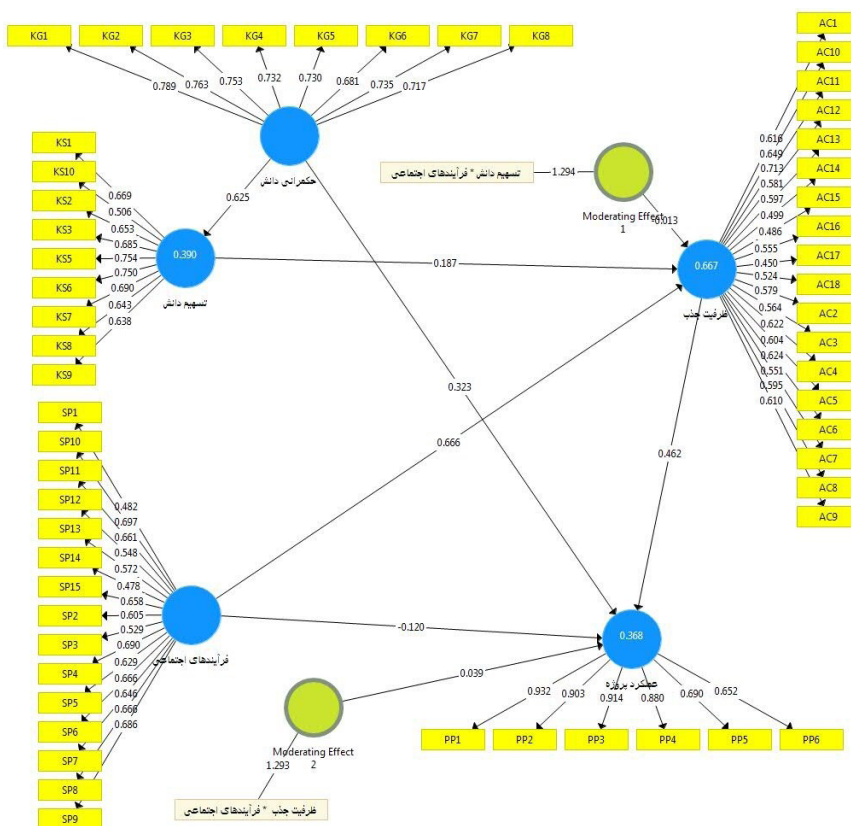 KG1 KG2 KG3 KG4 KG5 KG6 KG7 KG8
0.789 0.763 0.753 0.732 0.730 0.681 0.735 0.717
حکمرانی دانش
KS1
KS10
KS2
KS3
KS5
KS6
KS7
KS8
KS9
0.669
0.506
0.653
0.685
0.754
0.750
0.690
0.643
0.638
0.390
تسهیم دانش
0.625
تسهیم دانش * فرآیندهای اجتماعی
1.294
Moderating Effect
1
0.013
0.187
0.667
ظرفیت جذب
0.616
0.649
0.713
0.581
0.597
0.499
0.486
0.555
0.450
0.524
0.579
0.564
0.622
0.604
0.624
0.551
0.595
0.610
AC1
AC10
AC11
AC12
AC13
AC14
AC15
AC16
AC17
AC18
AC2
AC3
AC4
AC5
AC6
AC7
AC8
AC9
0.323
0.666
0.462
SP1
SP10
SP11
SP12
SP13
SP14
SP15
SP2
SP3
SP4
SP5
SP6
SP7
SP8
SP9
0.482
0.697
0.661
0.548
0.572
0.478
0.658
0.605
0.529
0.690
0.629
0.666
0.646
0.666
0.686
فرآیندهای اجتماعی
-0.120
0.039
0.368
عملکرد پروژه
0.932 0.903 0.914 0.880 0.690 0.652
PP1 PP2 PP3 PP4 PP5 PP6
Moderating Effect
2
1.293
ظرفیت جذب * فرآیندهای اجتماعی